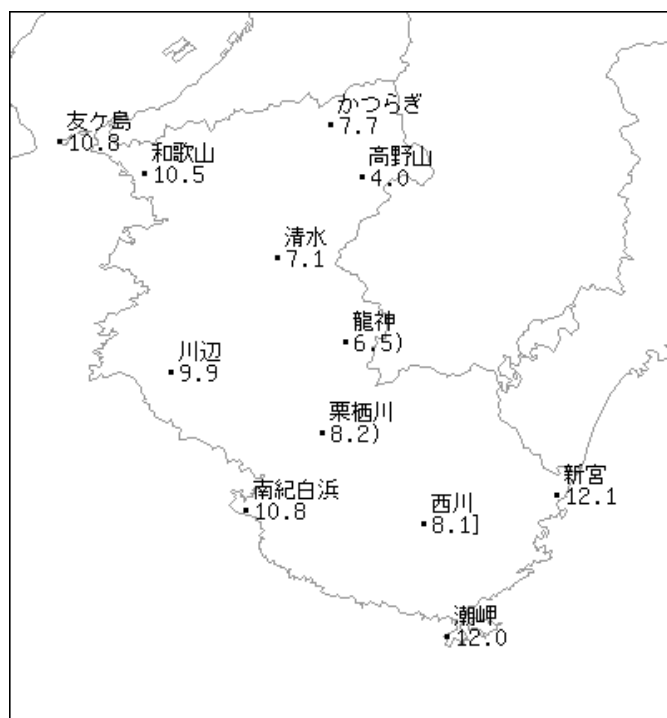 かつらぎ
7.7
友ケ島
10.8
和歌山
10.5
高野山
4.0
清水
7.1
龍神
6.5)
川辺
9.9
栗栖川
8.2)
新宮
12.1
南紀白浜
10.8
西川
8.1]
潮岬
12.0